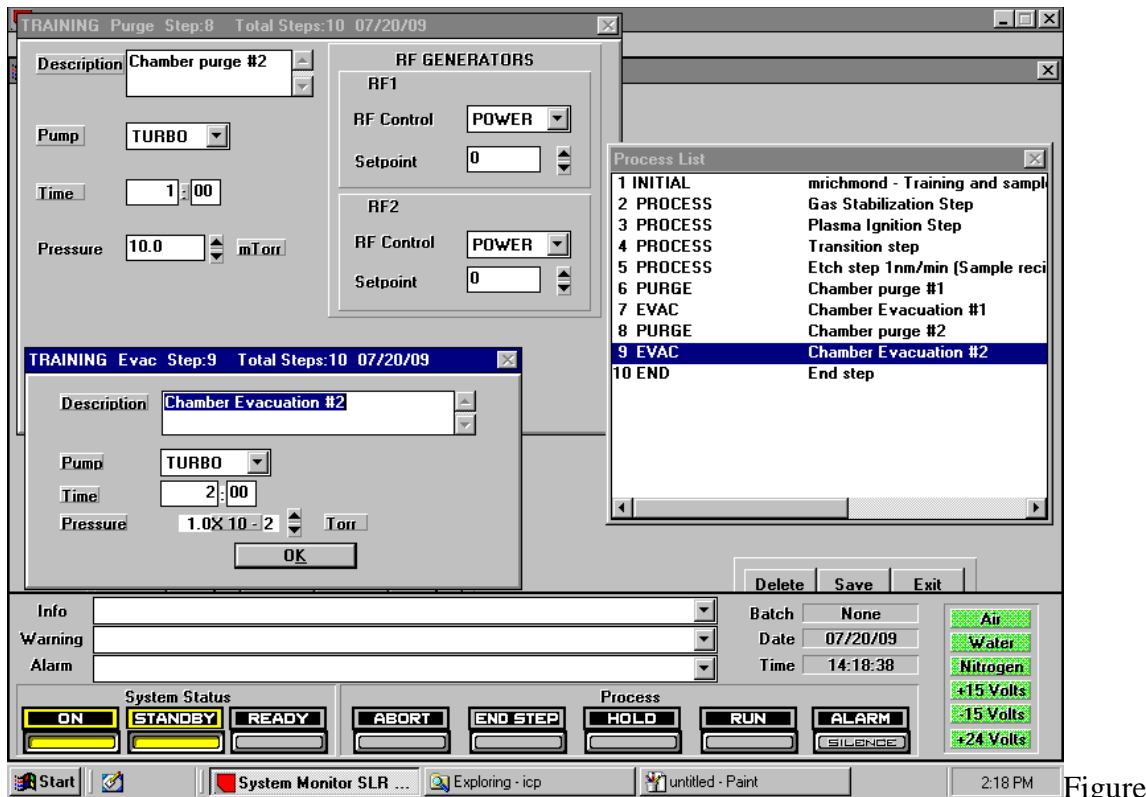 TRAINING Purge Step:8 Total Steps:10 07/20/09
Description Chamber purge #2
Pump TURBO
Time 1 : 00
Pressure 10.0 mTorr
RF GENERATORS
RF1
RF Control POWER
Setpoint 0
RF2
RF Control POWER
Setpoint 0
Process List
1 INITIAL mrichmond - Training and sampl
2 PROCESS Gas Stabilization Step
3 PROCESS Plasma Ignition Step
4 PROCESS Transition step
5 PROCESS Etch step 1nm/min (Sample reci
6 PURGE Chamber purge #1
7 EVAC Chamber Evacuation #1
8 PURGE Chamber purge #2
9 EVAC Chamber Evacuation #2
10 END End step
TRAINING Evac Step:9 Total Steps:10 07/20/09
Description Chamber Evacuation #2
Pump TURBO
Time 2 : 00
Pressure 1.0X 10 - 2 Torr
OK
Delete Save Exit
Info
Warning
Alarm
Batch None
Date 07/20/09
Time 14:18:38
Air
Water
Nitrogen
+15 Volts
-15 Volts
+24 Volts
System Status
ON STANDBY READY
Process
ABORT END STEP HOLD RUN ALARM
SILENCE
Start System Monitor SLR ... Exploring - icp untitled - Paint 2:18 PM
Figure